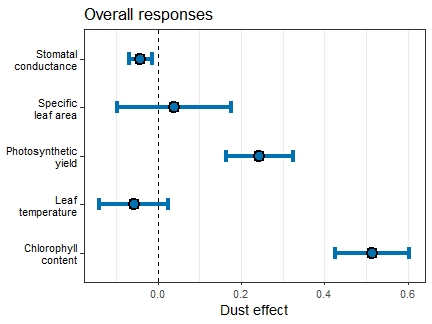 Overall responses
Stomatal
conductance
Specific
leaf area
Photosynthetic
yield
Leaf
temperature
Chlorophyll
content
0.0 0.2 0.4 0.6
Dust effect